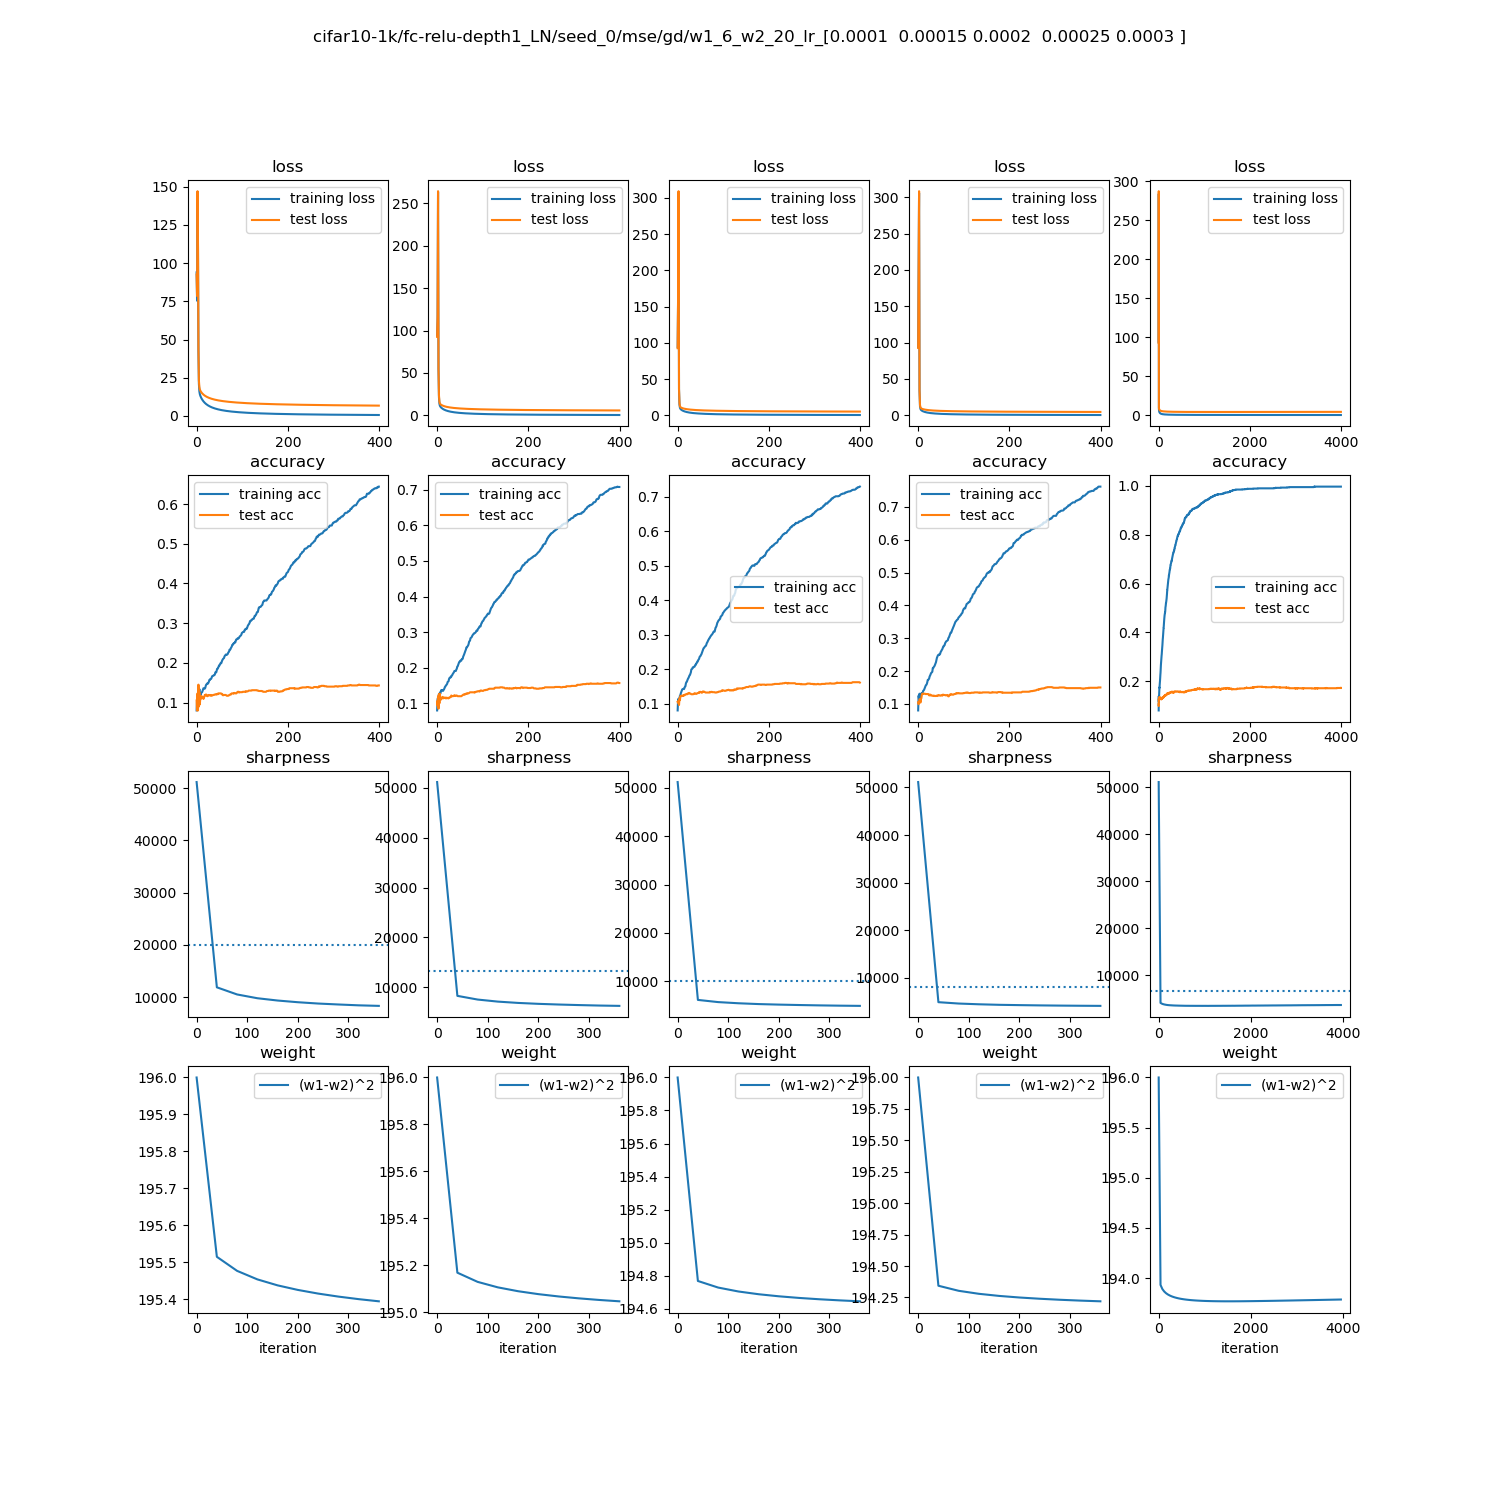 cifar10-1k/fc-relu-depth1_LN/seed_0/mse/gd/w1_6_w2_20_lr_[0.0001  0.00015 0.0002  0.00025 0.0003 ]
loss loss loss loss loss
training loss training loss training loss training loss training loss
test loss test loss test loss test loss test loss
150 125 100 75 50 25 0
250 200 150 100 50 0
300 250 200 150 100 50 0
300 250 200 150 100 50 0
300 250 200 150 100 50 0
0 200 400 0 200 400 0 200 400 0 200 400 0 2000 4000
accuracy accuracy accuracy accuracy accuracy
training acc training acc training acc training acc training acc
test acc test acc test acc test acc test acc
0.6 0.5 0.4 0.3 0.2 0.1
0.7 0.6 0.5 0.4 0.3 0.2 0.1
0.7 0.6 0.5 0.4 0.3 0.2 0.1
0.7 0.6 0.5 0.4 0.3 0.2 0.1
1.0 0.8 0.6 0.4 0.2
0 200 400 0 200 400 0 200 400 0 200 400 0 2000 4000
sharpness sharpness sharpness sharpness sharpness
50000 40000 30000 20000 10000
50000 40000 30000 20000 10000
50000 40000 30000 20000 10000
50000 40000 30000 20000 10000
50000 40000 30000 20000 10000
0 100 200 300 0 100 200 300 0 100 200 300 0 100 200 300 0 2000 4000
weight weight weight weight weight
(w1-w2)^2 (w1-w2)^2 (w1-w2)^2 (w1-w2)^2 (w1-w2)^2
196.0 195.9 195.8 195.7 195.6 195.5 195.4
196.0 195.8 195.6 195.4 195.2 195.0
196.0 195.8 195.6 195.4 195.2 195.0 194.8 194.6
196.00 195.75 195.50 195.25 195.00 194.75 194.50 194.25
196.0 195.5 195.0 194.5 194.0
0 100 200 300 0 100 200 300 0 100 200 300 0 100 200 300 0 2000 4000
iteration iteration iteration iteration iteration